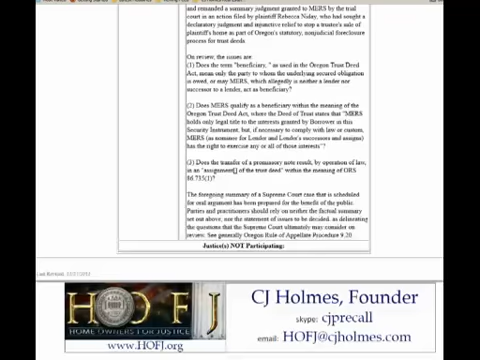 and remanded a summary judgment granted to MERS by the trial
court in an action filed by plaintiff Rebecca Niday, who had sought a
declaratory judgment and injunctive relief to stop a trustee's sale of
plaintiff's home as part of Oregon's statutory, nonjudicial foreclosure
process for trust deeds
On review, the issues are:
(1) Does the term "beneficiary, " as used in the Oregon Trust Deed
Act, mean only the party to whom the underlying secured obligation
is owed, or may MERS, which allegedly is neither a lender nor
successor to a lender, act as beneficiary?
(2) Does MERS qualify as a beneficiary within the meaning of the
Oregon Trust Deed Act, where the Deed of Trust states that "MERS
holds only legal title to the interests granted by Borrower in this
Security Instrument, but, if necessary to comply with law or custom,
MERS (as nominee for Lender and Lender's successors and assigns)
has the right to exercise any or all of those interests"?
(3) Does the transfer of a promissory note result, by operation of law,
in an "assignment[] of the trust deed" within the meaning of ORS
86.735(1)?
The foregoing summary of a Supreme Court case that is scheduled
for oral argument has been prepared for the benefit of the public.
Parties and practitioners should rely on neither the factual summary
set out above, nor the statement of issues to be decided, as delineating
the questions that the Supreme Court ultimately may consider on
review. See generally Oregon Rule of Appellate Procedure 9.20
Justice(s) NOT Participating:
HOFJ
HOME OWNERS FOR JUSTICE
www.HOFJ.org
CJ Holmes, Founder
skype: cjprecall
email: HOFJ@cjholmes.com